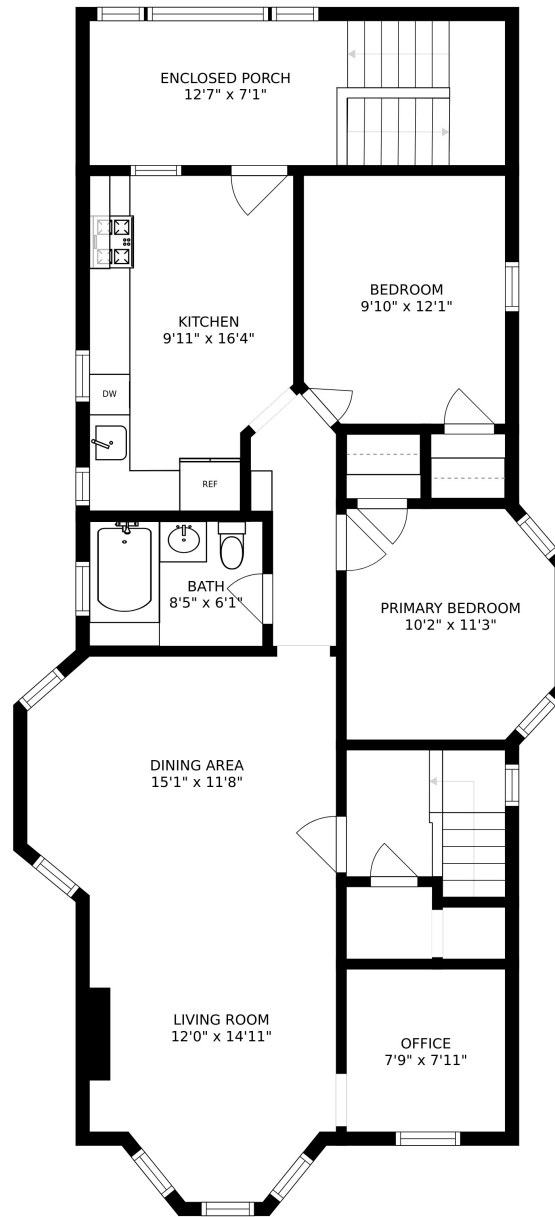 ENCLOSED PORCH
12'7" x 7'1"
BEDROOM
9'10" x 12'1"
KITCHEN
9'11" x 16'4"
DW
REF
BATH
8'5" x 6'1"
PRIMARY BEDROOM
10'2" x 11'3"
DINING AREA
15'1" x 11'8"
LIVING ROOM
12'0" x 14'11"
OFFICE
7'9" x 7'11"